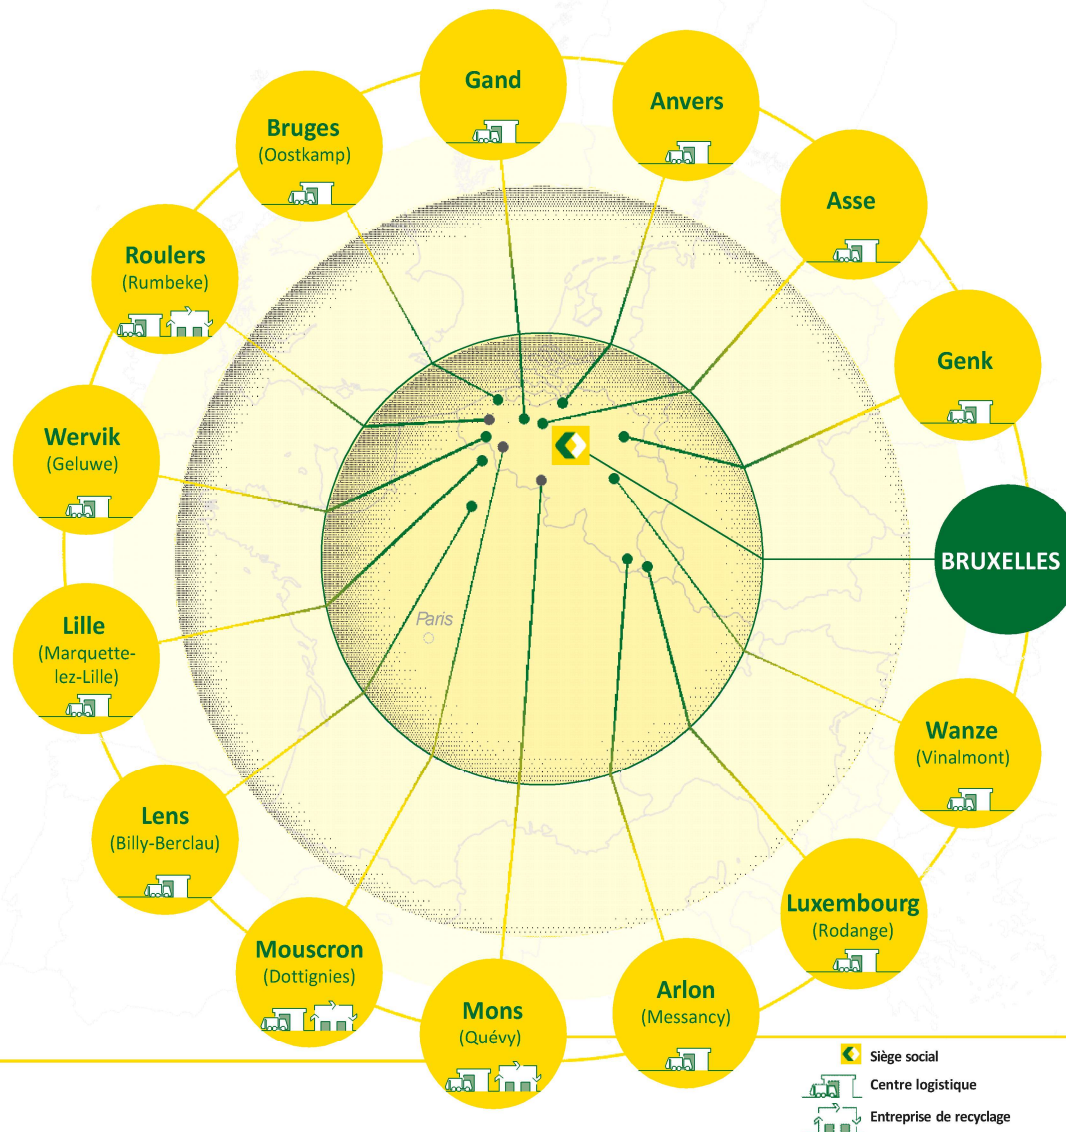 Gand
Anvers
Bruges
(Oostkamp)
Asse
Roulers
(Rumbeke)
Genk
Wervik
(Geluwe)
BRUXELLES
Paris
Lille
(Marquette-
lez-Lille)
Wanze
(Vinalmont)
Lens
(Billy-Berclau)
Luxembourg
(Rodange)
Mouscron
(Dottignies)
Mons
(Quévy)
Arlon
(Messancy)
Siège social
Centre logistique
Entreprise de recyclage